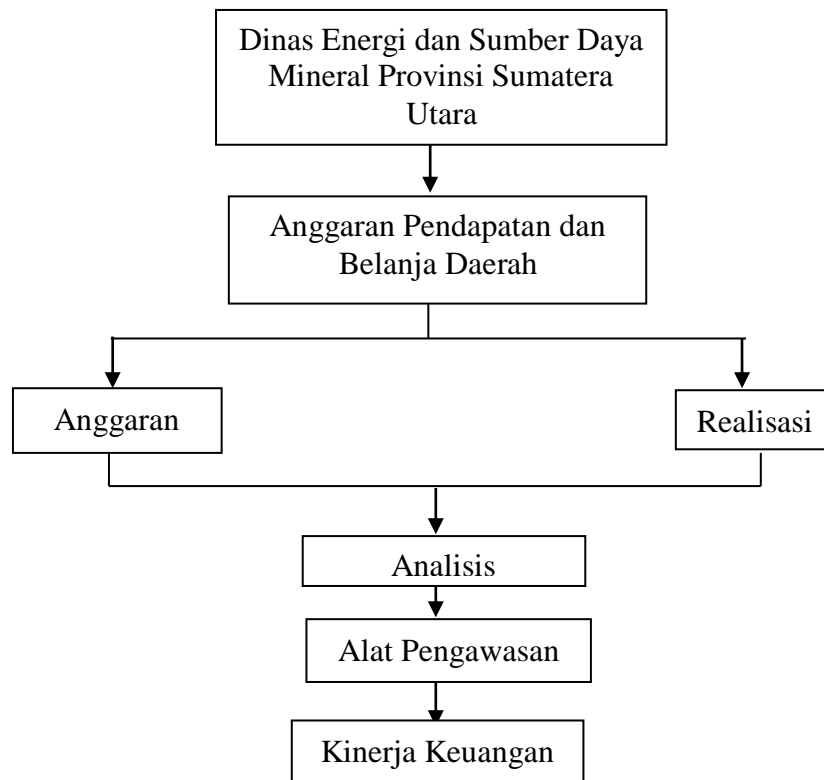 Dinas Energi dan Sumber Daya
Mineral Provinsi Sumatera
Utara
Anggaran Pendapatan dan
Belanja Daerah
Anggaran
Realisasi
Analisis
Alat Pengawasan
Kinerja Keuangan